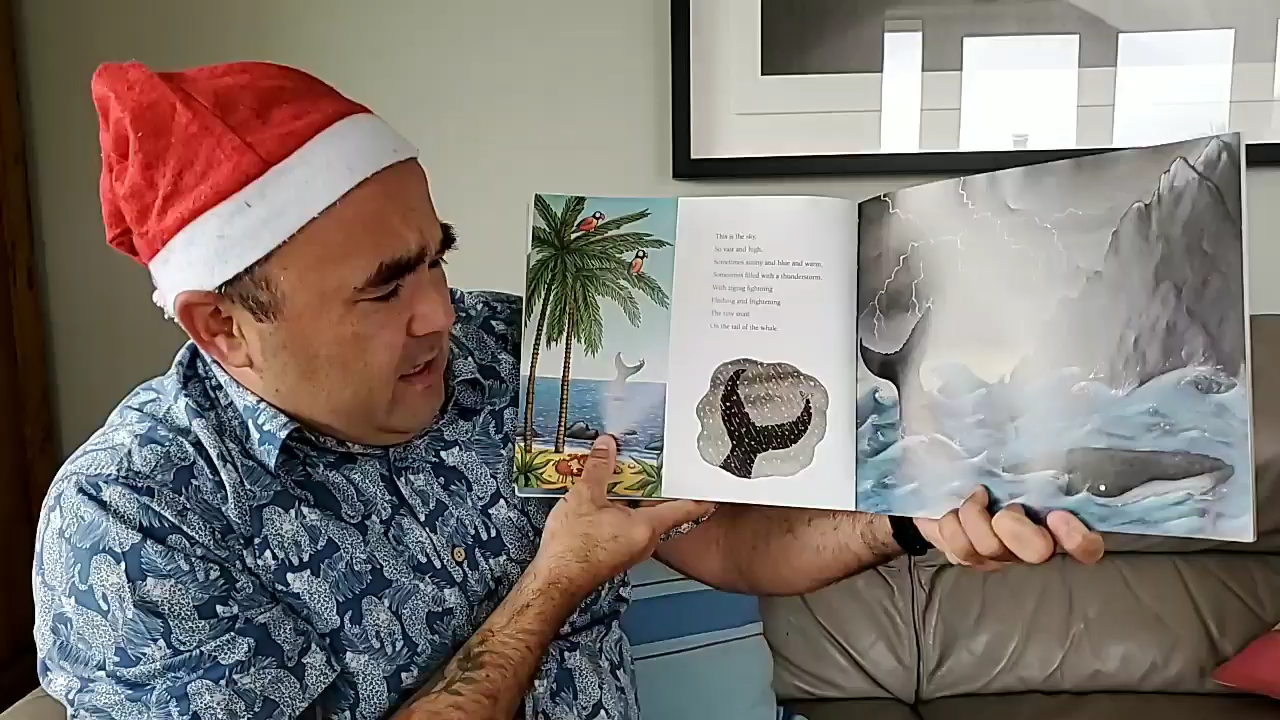 This is the sky,
So vast and high,
Sometimes sunny and blue and warm,
Sometimes filled with a thunderstorm,
With zigzag lightning
Flashing and frightening
The tiny snail
On the tail of the whale.